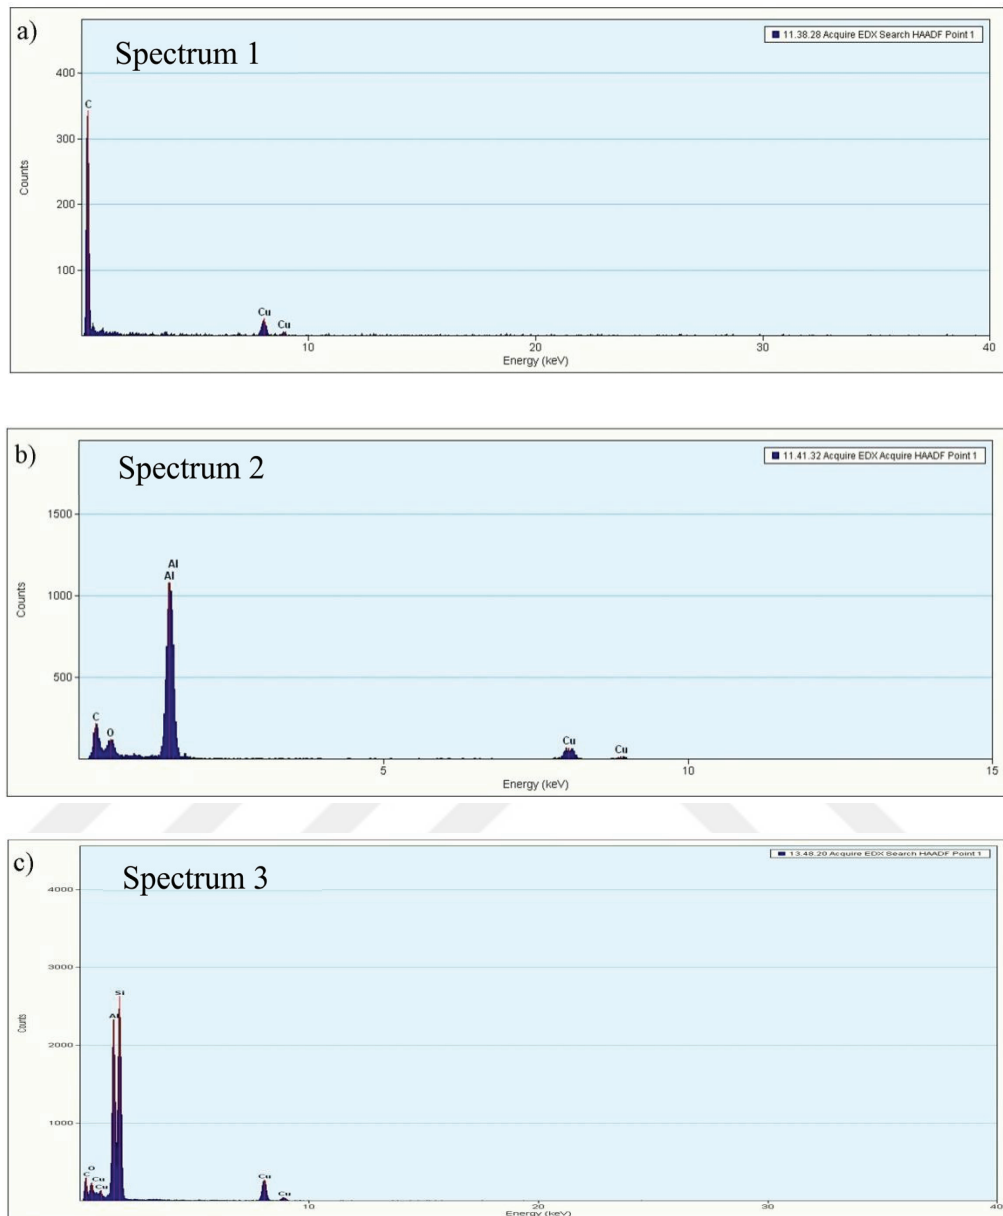 a)
Spectrum 1
11.38.28 Acquire EDX Search HAADF Point 1
400
300
200
100
Counts
C
Cu
Cu
10
20
30
40
Energy (keV)
b)
Spectrum 2
11.41.32 Acquire EDX Acquire HAADF Point 1
1500
1000
500
Counts
Al
Al
C
O
Cu
Cu
5
10
15
Energy (keV)
c)
Spectrum 3
13.48.20 Acquire EDX Search HAADF Point 1
4000
3000
2000
1000
Counts
Si
Al
O
C
Cu
Cu
Cu
Cu
10
20
30
40
Energy (keV)